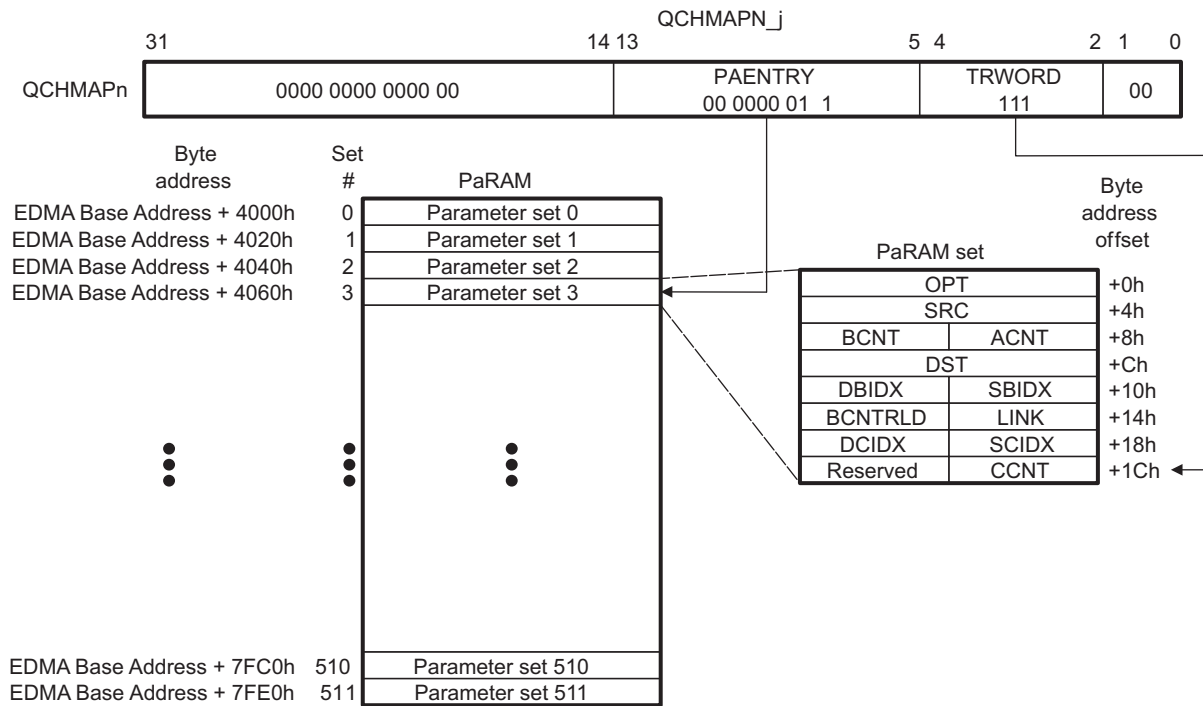 QCHMAPN_j
31 14 13 5 4 2 1 0
QCHMAPn
0000 0000 0000 00
PAENTRY
00 0000 01 1
TRWORD
111
00
Byte
address
Set
#
PaRAM
EDMA Base Address + 4000h 0 Parameter set 0
EDMA Base Address + 4020h 1 Parameter set 1
EDMA Base Address + 4040h 2 Parameter set 2
EDMA Base Address + 4060h 3 Parameter set 3
EDMA Base Address + 7FC0h 510 Parameter set 510
EDMA Base Address + 7FE0h 511 Parameter set 511
Byte
address
offset
PaRAM set
OPT +0h
SRC +4h
BCNT ACNT +8h
DST +Ch
DBIDX SBIDX +10h
BCNTRLD LINK +14h
DCIDX SCIDX +18h
Reserved CCNT +1Ch